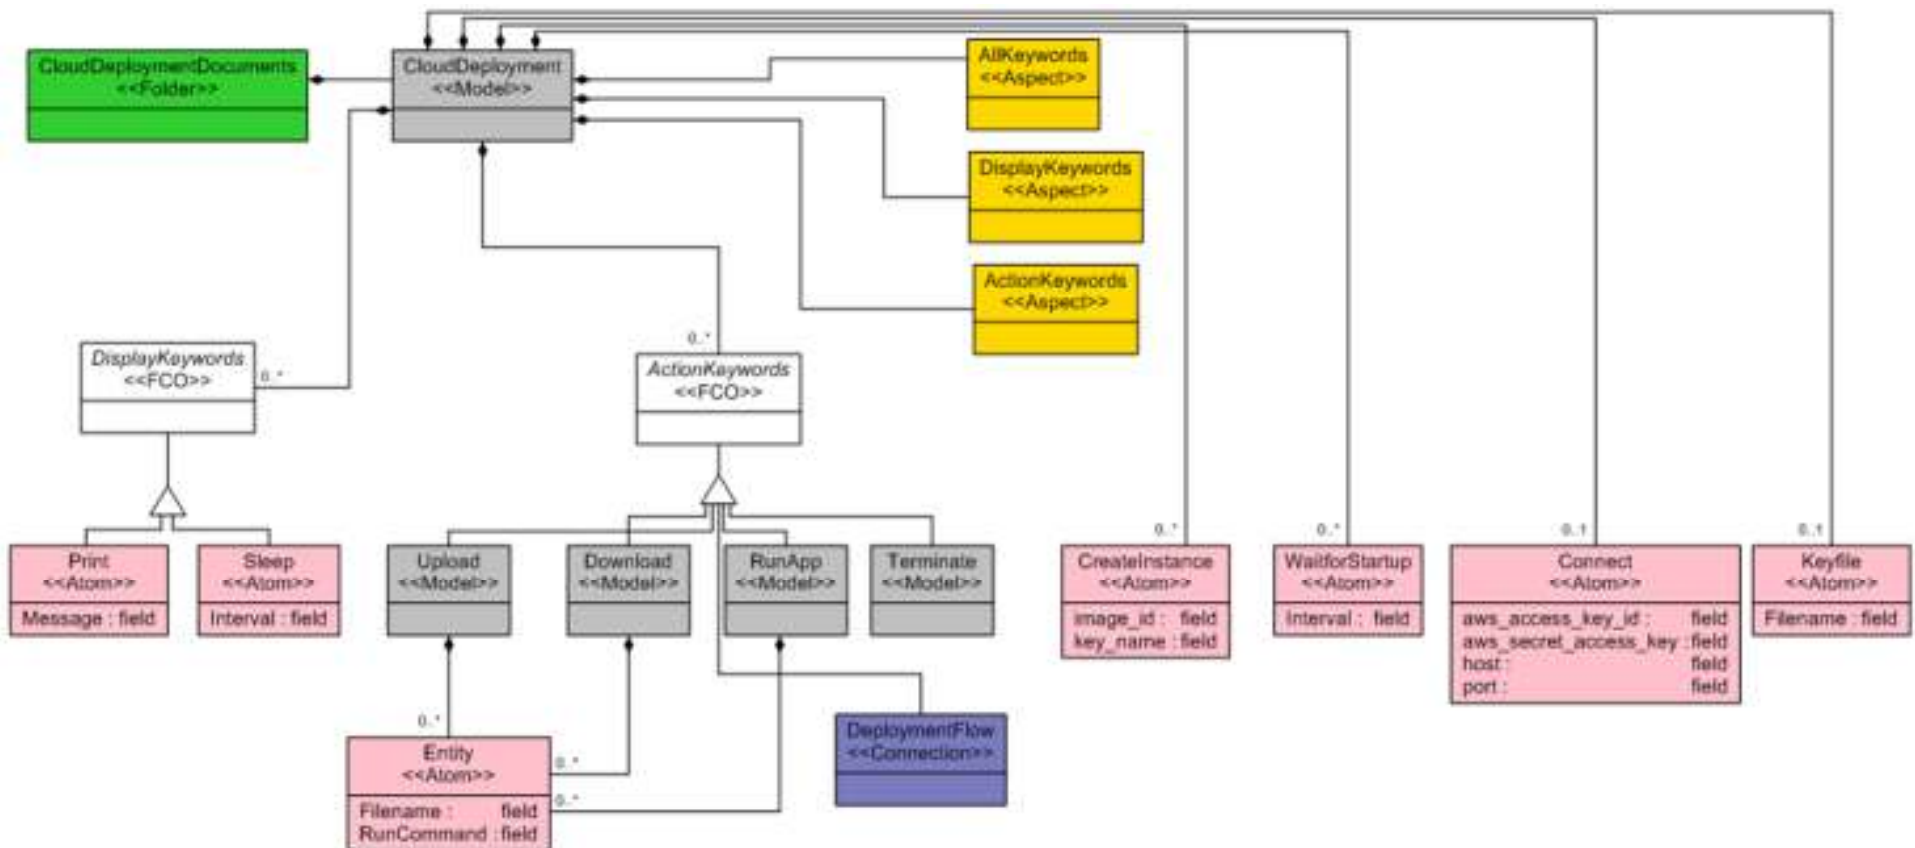 CloudDeploymentDocuments
<<Folder>>
CloudDeployment
<<Model>>
AllKeywords
<<Aspect>>
DisplayKeywords
<<Aspect>>
ActionKeywords
<<Aspect>>
DisplayKeywords
<<FCO>>
0..*
0..*
ActionKeywords
<<FCO>>
Print
<<Atom>>
Message : field
Sleep
<<Atom>>
Interval : field
Upload
<<Model>>
Download
<<Model>>
RunApp
<<Model>>
Terminate
<<Model>>
0..*
CreateInstance
<<Atom>>
image_id : field
key_name : field
0..*
WaitforStartup
<<Atom>>
Interval : field
0..1
Connect
<<Atom>>
aws_access_key_id : field
aws_secret_access_key : field
host : field
port : field
0..1
Keyfile
<<Atom>>
Filename : field
0..*
Entity
<<Atom>>
Filename : field
RunCommand : field
0..*
0..*
DeploymentFlow
<<Connection>>